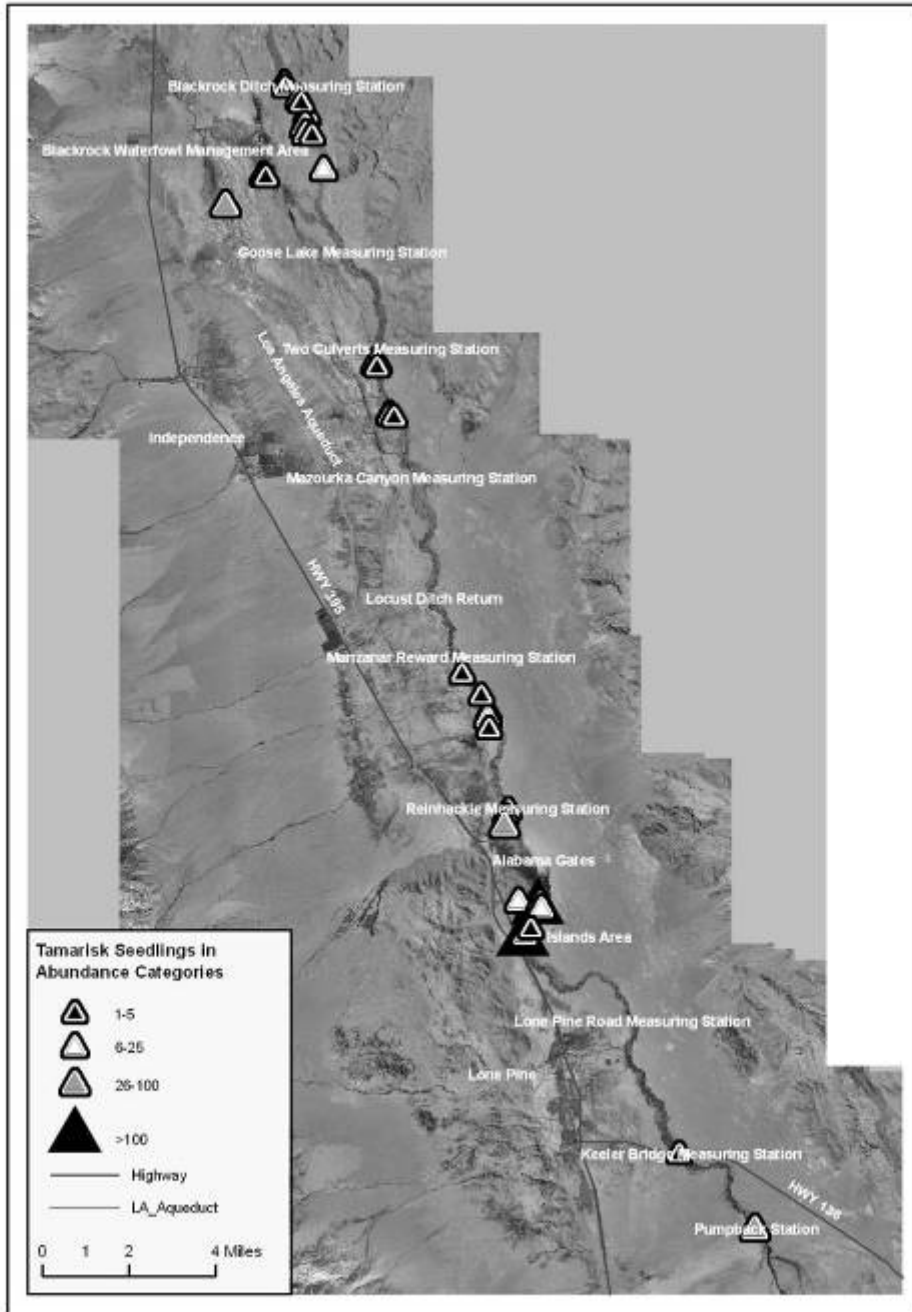 Blackrock Ditch Measuring Station
Blackrock Waterfowl Management Area
Goose Lake Measuring Station
Two Culverts Measuring Station
Los Angeles Aqueduct
Independence
Mazourka Canyon Measuring Station
HWY 395
Locust Ditch Return
Manzanar Reward Measuring Station
Reinhackle Measuring Station
Alabama Gates
Islands Area
Lone Pine Road Measuring Station
Lone Pine
Keeler Bridge Measuring Station
HWY 136
Pumpback Station
Tamarisk Seedlings in
Abundance Categories
1-5
6-25
26-100
>100
Highway
LA_Aqueduct
0 1 2 4 Miles